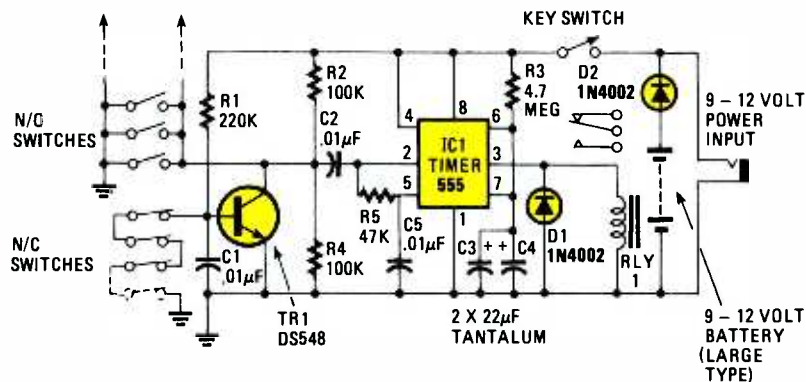 KEY SWITCH
N/O
SWITCHES
R1
220K
R2
100K
C2
.01µF
4
8
6
2
3
5
7
1
IC1
TIMER
555
R3
4.7
MEG
D2
1N4002
9 – 12 VOLT
POWER
INPUT
N/C
SWITCHES
C1
.01µF
R4
100K
R5
47K
C5
.01µF
C3
+ +
C4
D1
1N4002
RLY
1
TR1
DS548
2 X 22µF
TANTALUM
9 – 12 VOLT
BATTERY
(LARGE
TYPE)